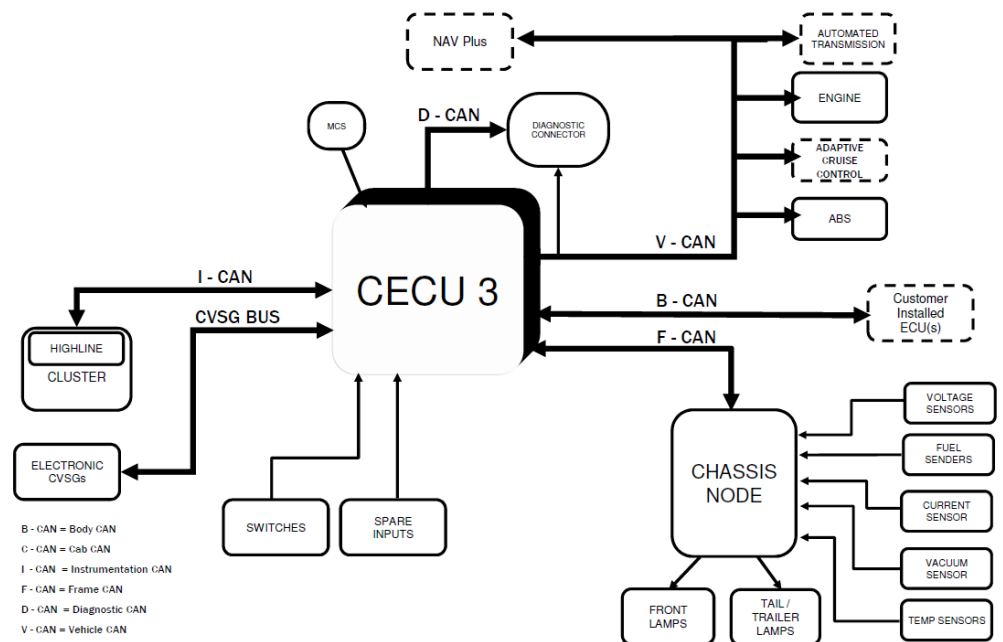 NAV Plus
AUTOMATED
TRANSMISSION
ENGINE
ADAPTIVE
CRUISE
CONTROL
ABS
D - CAN
DIAGNOSTIC
CONNECTOR
MCS
V - CAN
I - CAN
CECU 3
CVSG BUS
B - CAN
Customer
Installed
ECU(s)
F - CAN
HIGHLINE
CLUSTER
ELECTRONIC
CVSGs
SWITCHES
SPARE
INPUTS
CHASSIS
NODE
VOLTAGE
SENSORS
FUEL
SENDERS
CURRENT
SENSOR
VACUUM
SENSOR
TEMP SENSORS
FRONT
LAMPS
TAIL /
TRAILER
LAMPS
B - CAN = Body CAN
C - CAN = Cab CAN
I - CAN = Instrumentation CAN
F - CAN = Frame CAN
D - CAN = Diagnostic CAN
V - CAN = Vehicle CAN